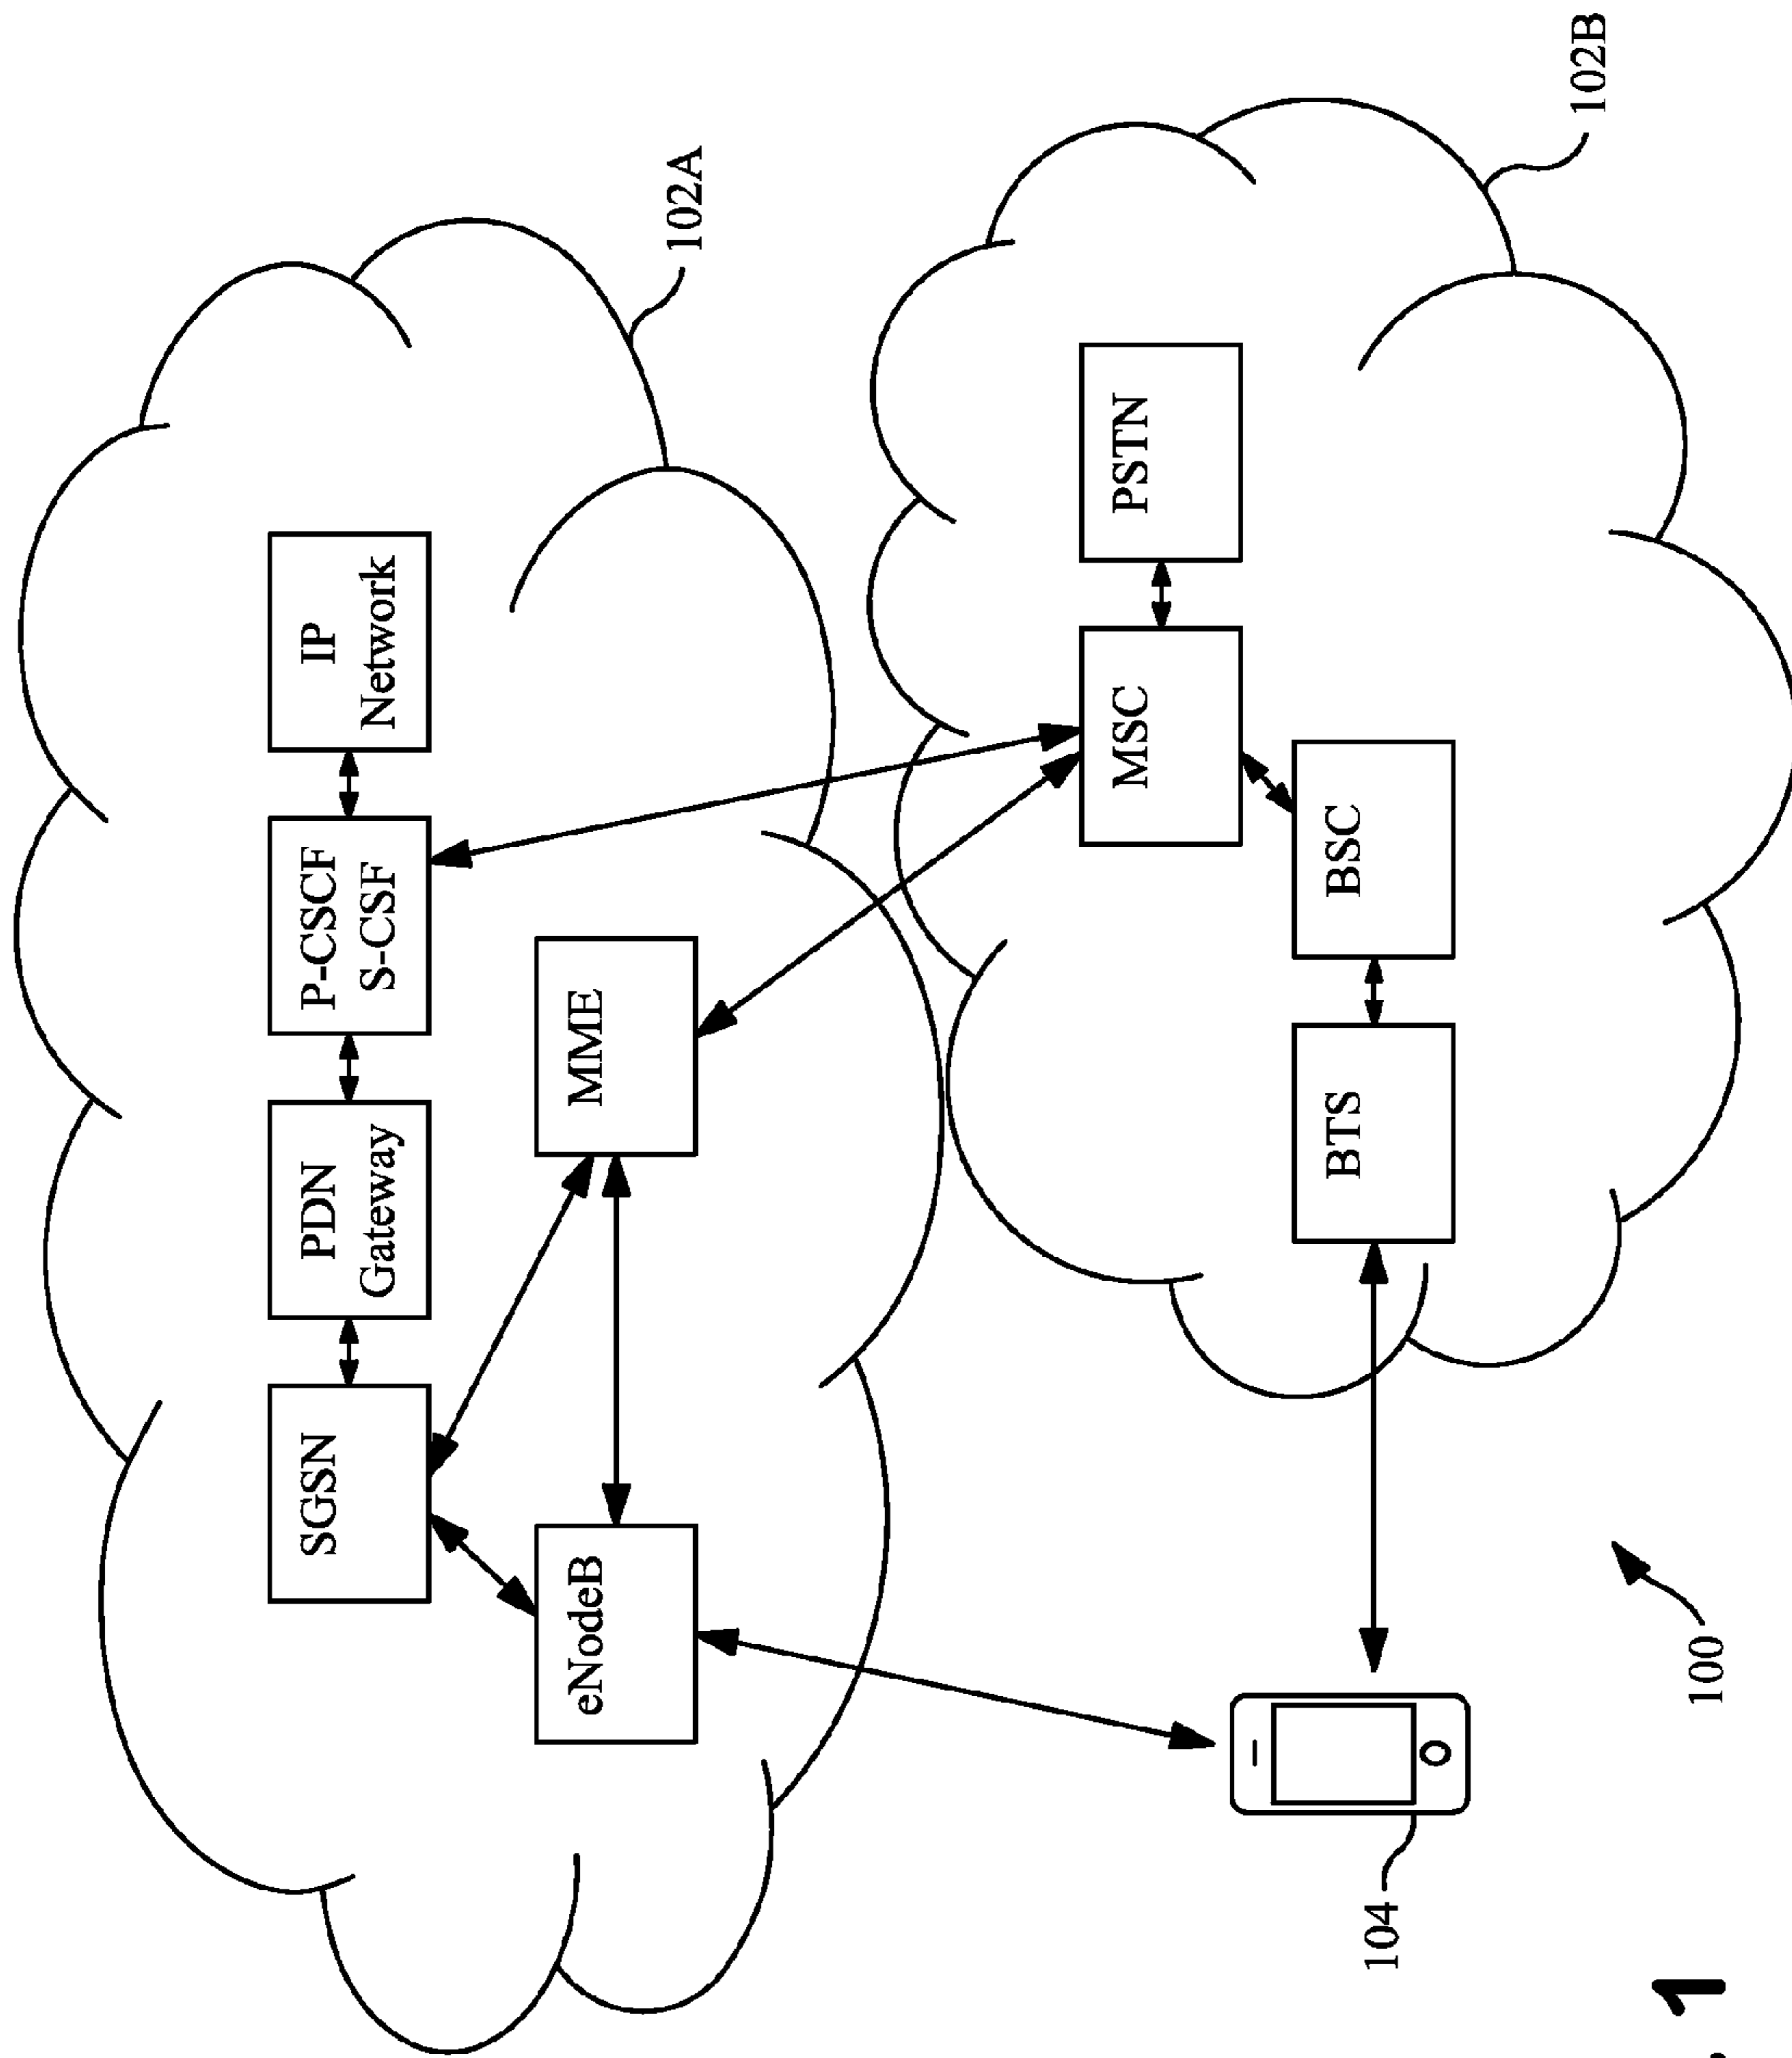 102A
SGSN
PDN
Gateway
P-CSCF
S-CSF
IP
Network
eNodeB
MME
102B
MSC
PSTN
BTS
BSC
104
100
1